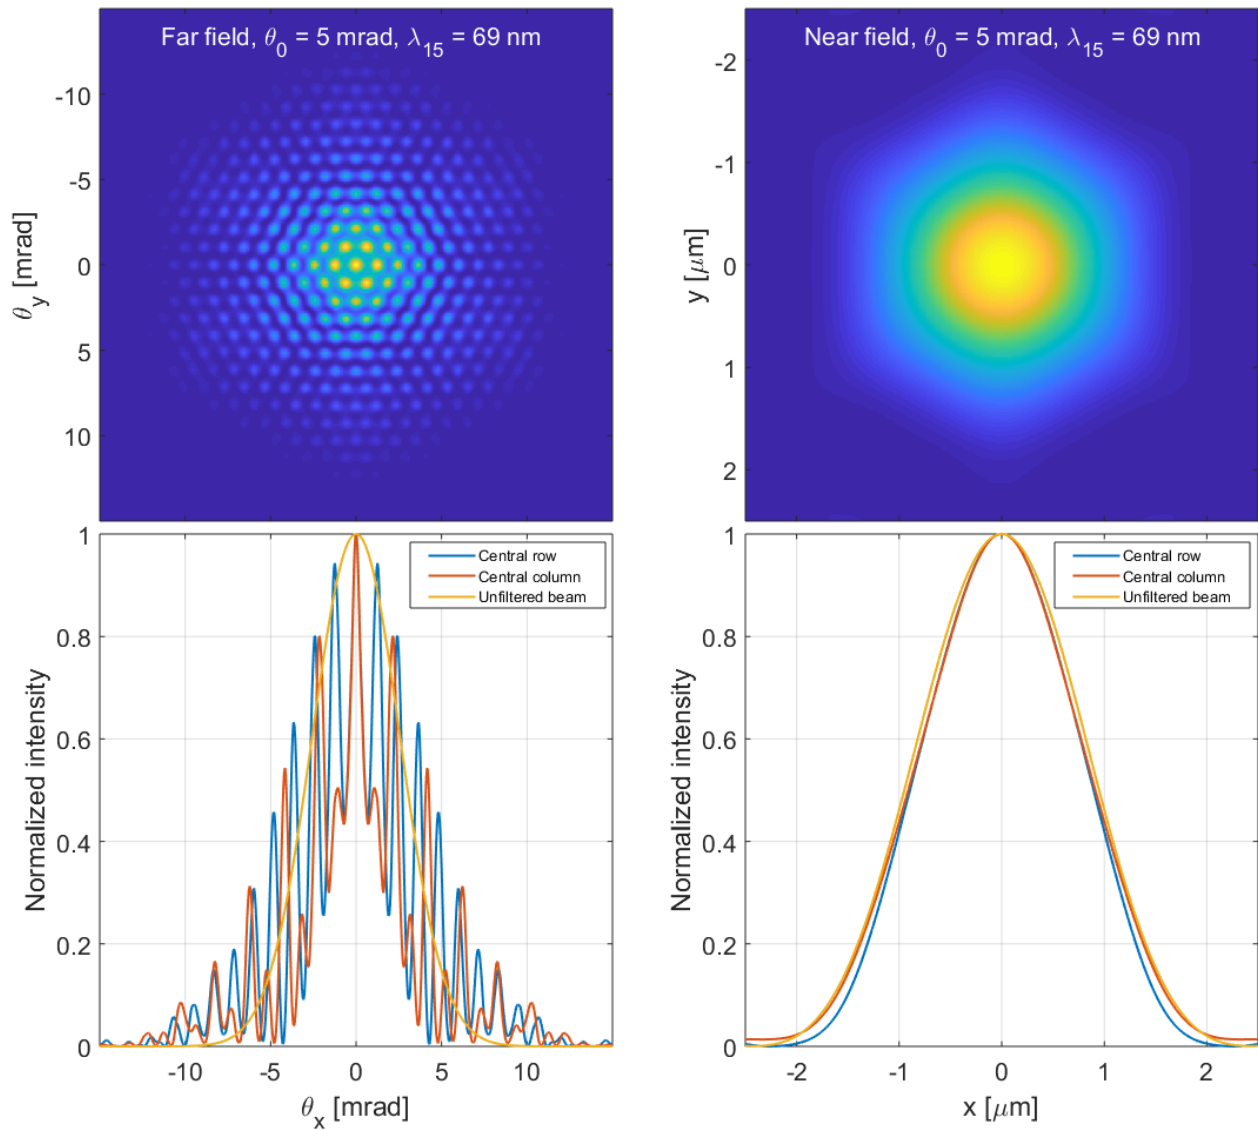 Far field, θ₀ = 5 mrad, λ₁₅ = 69 nm
-10
-5
0
5
10
θ_y [mrad]
Near field, θ₀ = 5 mrad, λ₁₅ = 69 nm
-2
-1
0
1
2
y [μm]
1
0.8
0.6
0.4
0.2
0
Normalized intensity
Central row
Central column
Unfiltered beam
-10 -5 0 5 10
θₓ [mrad]
1
0.8
0.6
0.4
0.2
0
Normalized intensity
Central row
Central column
Unfiltered beam
-2 -1 0 1 2
x [μm]